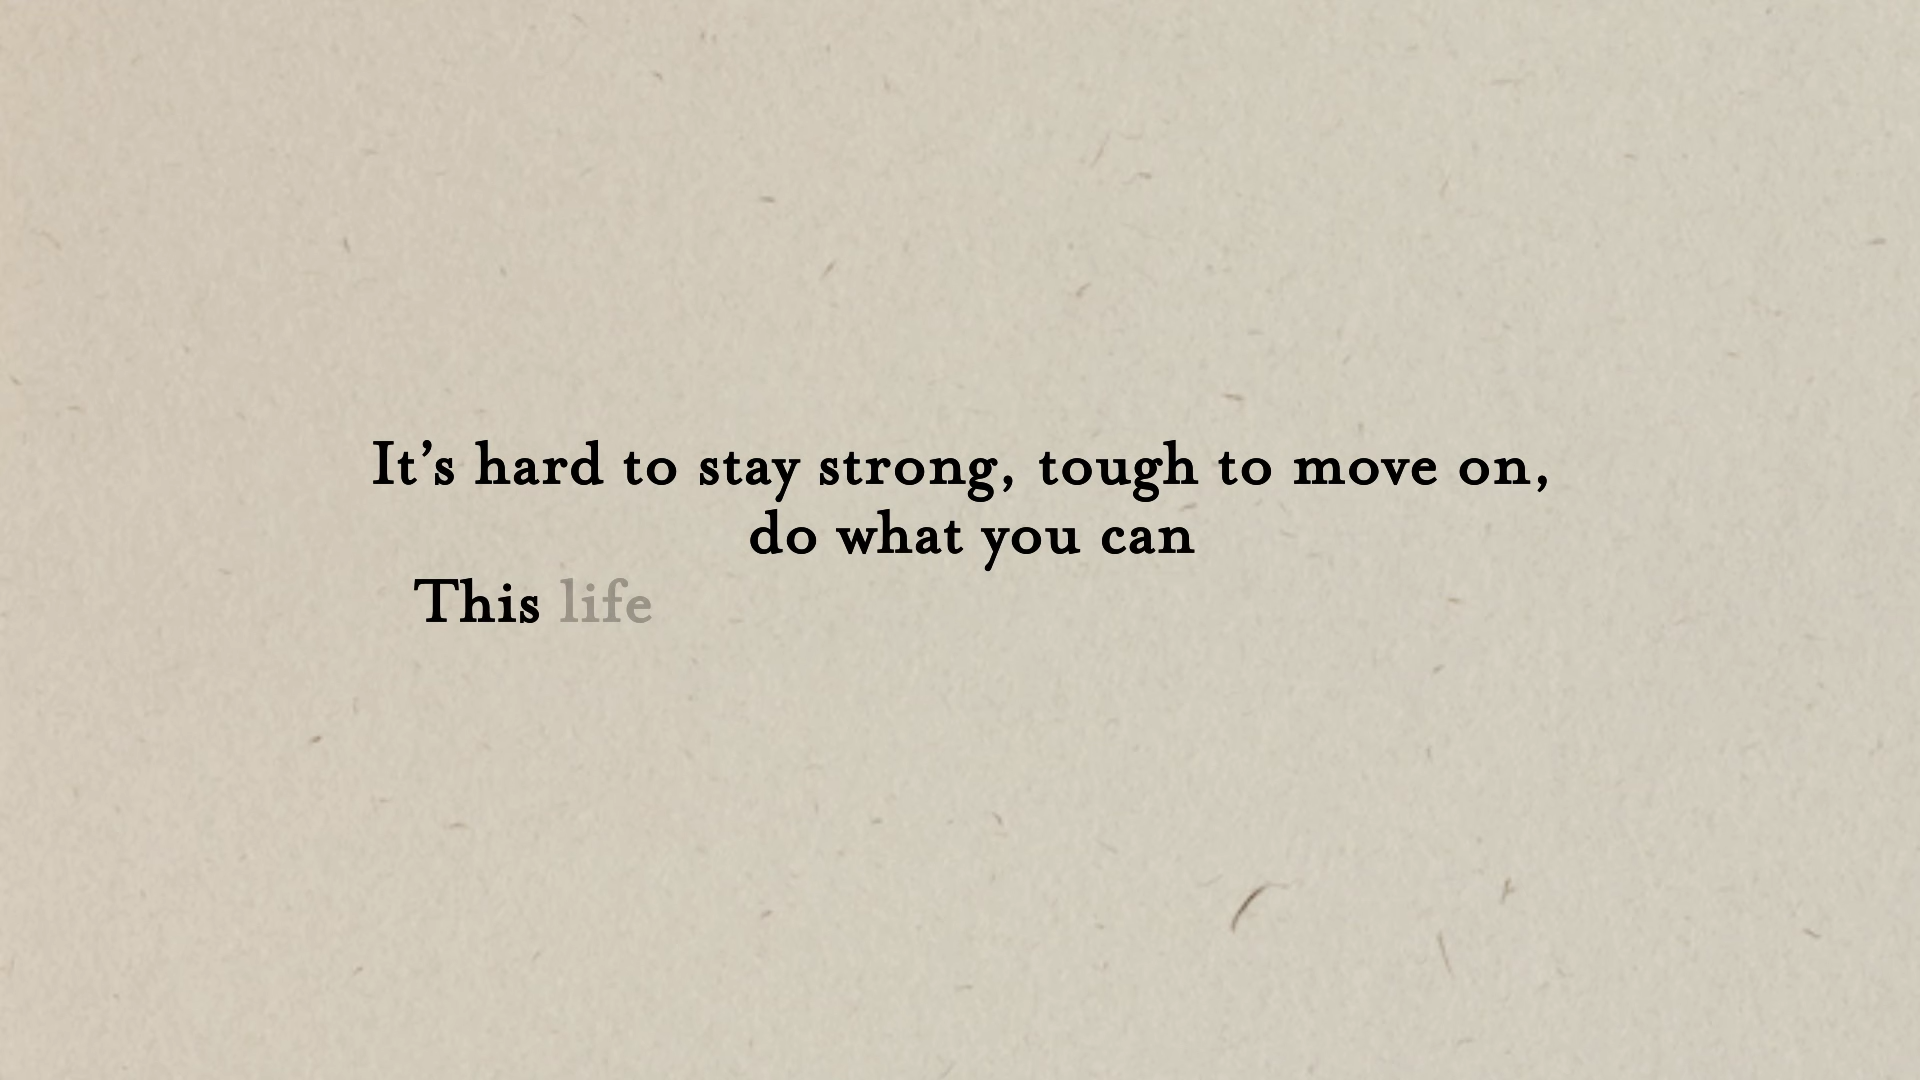 It’s hard to stay strong, tough to move on,
do what you can
This life